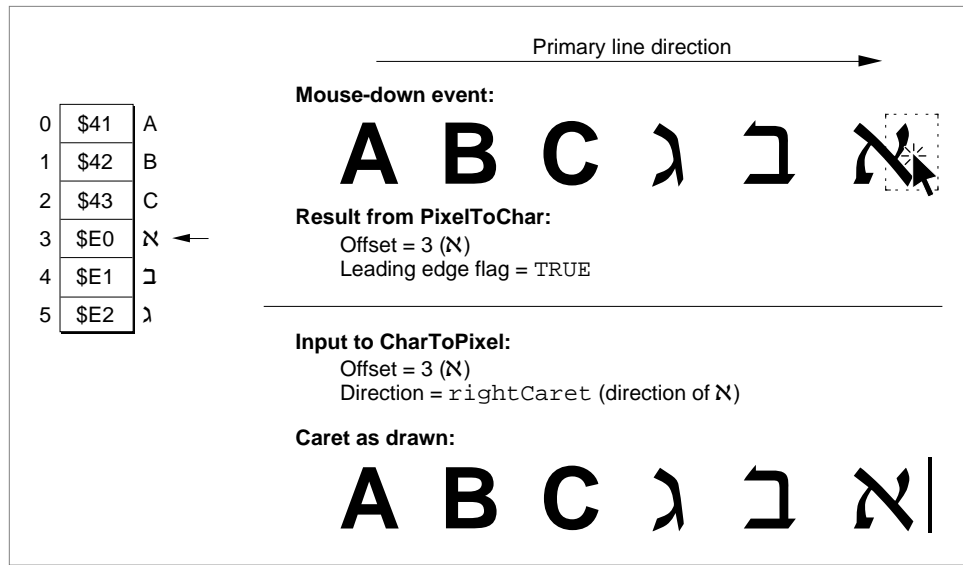 Primary line direction
0 $41 A
1 $42 B
2 $43 C
3 $E0 א
4 $E1 ב
5 $E2 ג
Mouse-down event:
A B C ג ב א
Result from PixelToChar:
Offset = 3 (א)
Leading edge flag = TRUE
Input to CharToPixel:
Offset = 3 (א)
Direction = rightCaret (direction of א)
Caret as drawn:
A B C ג ב א